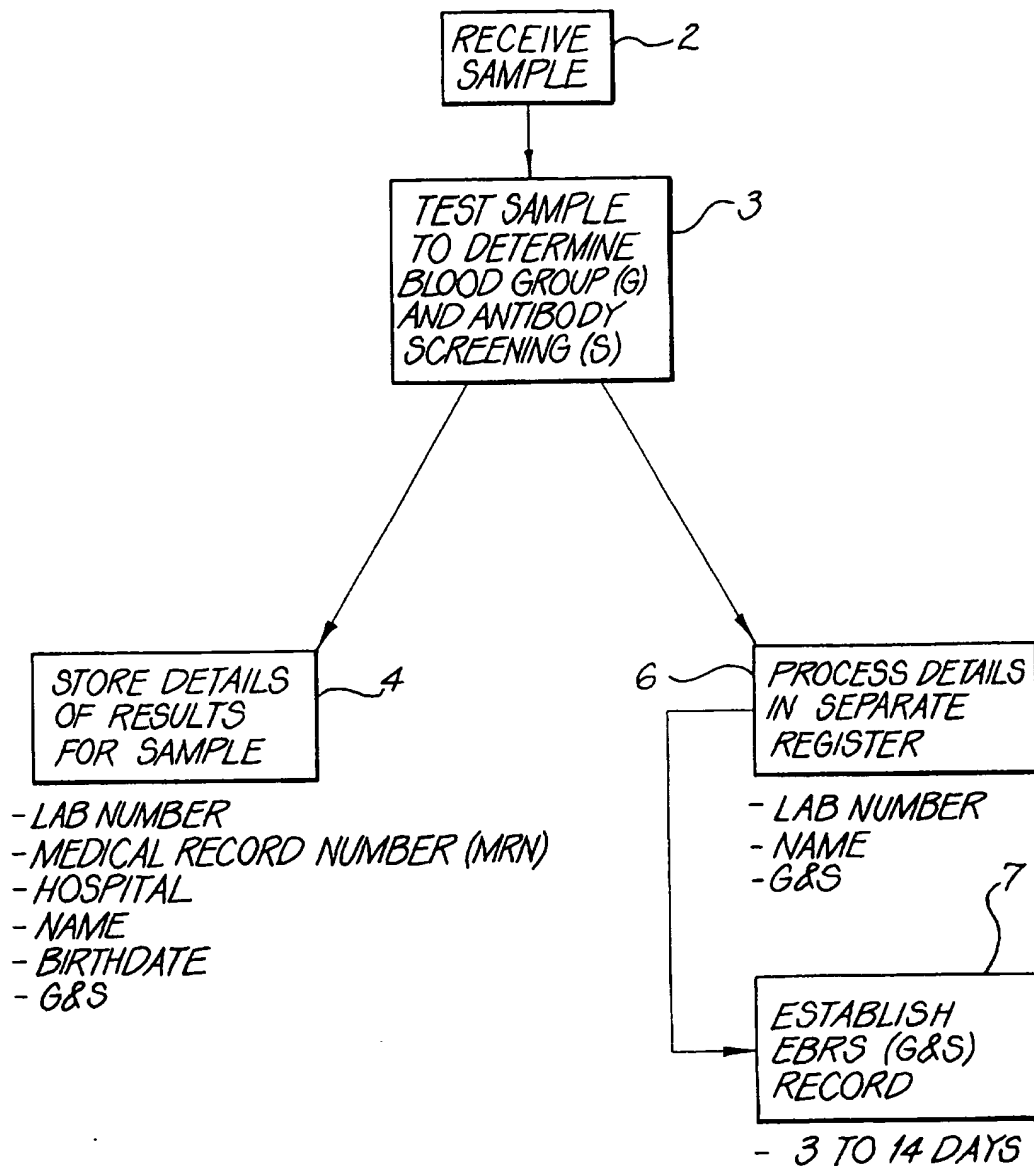 RECEIVE
SAMPLE
2
TEST SAMPLE
TO DETERMINE
BLOOD GROUP (G)
AND ANTIBODY
SCREENING (S)
3
STORE DETAILS
OF RESULTS
FOR SAMPLE
4
- LAB NUMBER
- MEDICAL RECORD NUMBER (MRN)
- HOSPITAL
- NAME
- BIRTHDATE
- G&S
6
PROCESS DETAILS
IN SEPARATE
REGISTER
- LAB NUMBER
- NAME
- G&S
7
ESTABLISH
EBRS (G&S)
RECORD
- 3 TO 14 DAYS